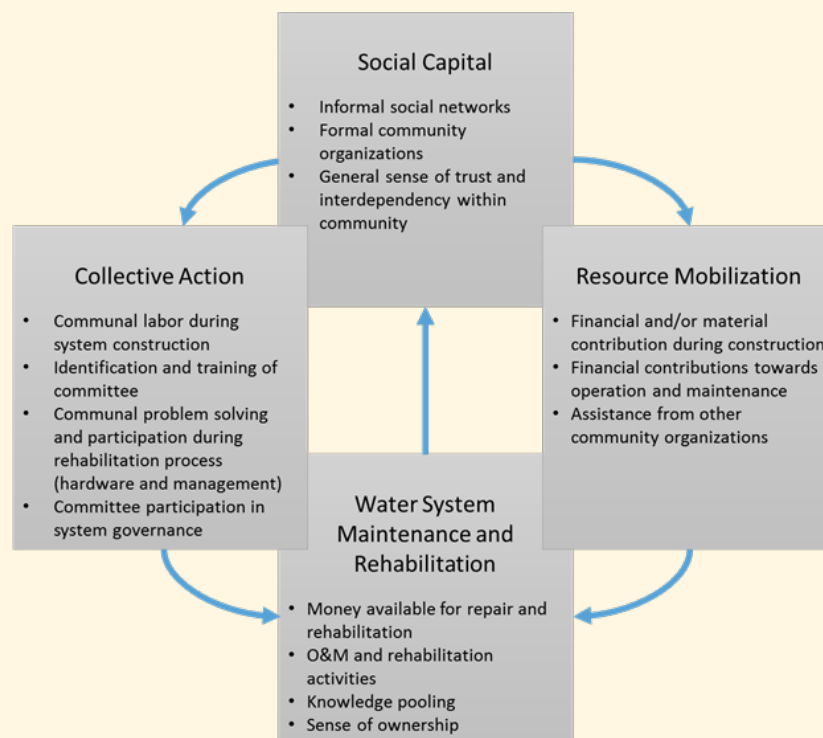 Social Capital
• Informal social networks
• Formal community
organizations
• General sense of trust and
interdependency within
community
Collective Action
• Communal labor during
system construction
• Identification and training of
committee
• Communal problem solving
and participation during
rehabilitation process
(hardware and management)
• Committee participation in
system governance
Resource Mobilization
• Financial and/or material
contribution during construction
• Financial contributions towards
operation and maintenance
• Assistance from other
community organizations
Water System
Maintenance and
Rehabilitation
• Money available for repair and
rehabilitation
• O&M and rehabilitation
activities
• Knowledge pooling
• Sense of ownership